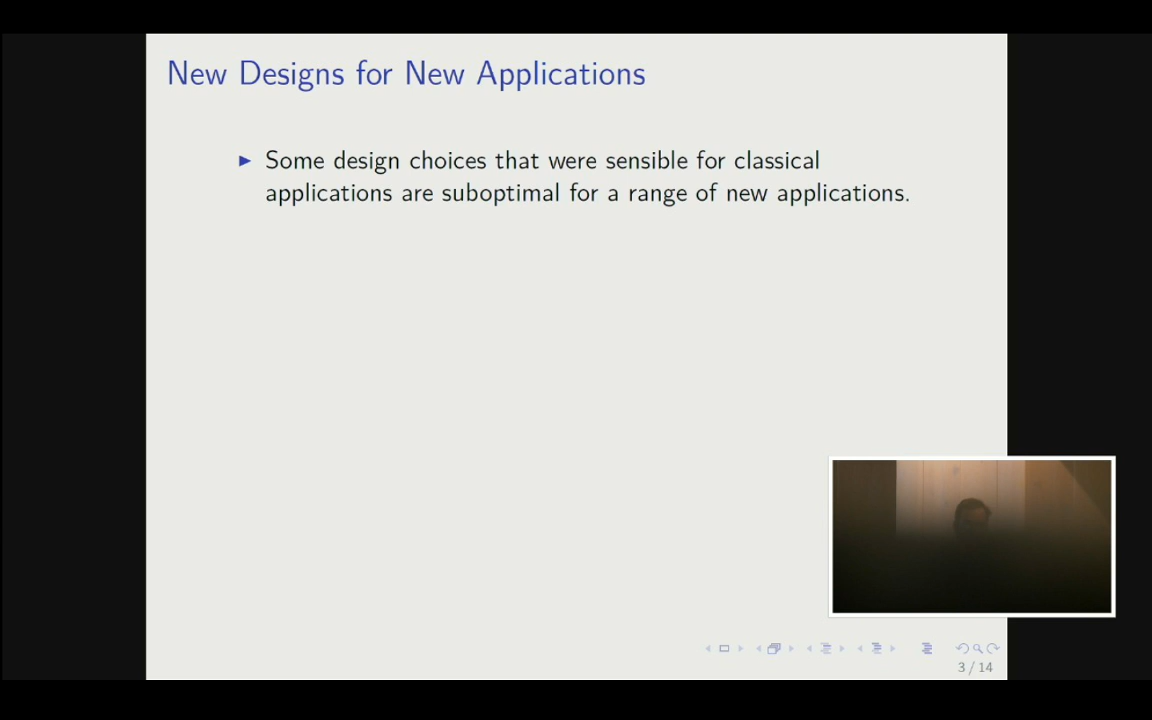 New Designs for New Applications
Some design choices that were sensible for classical
applications are suboptimal for a range of new applications.
3 / 14